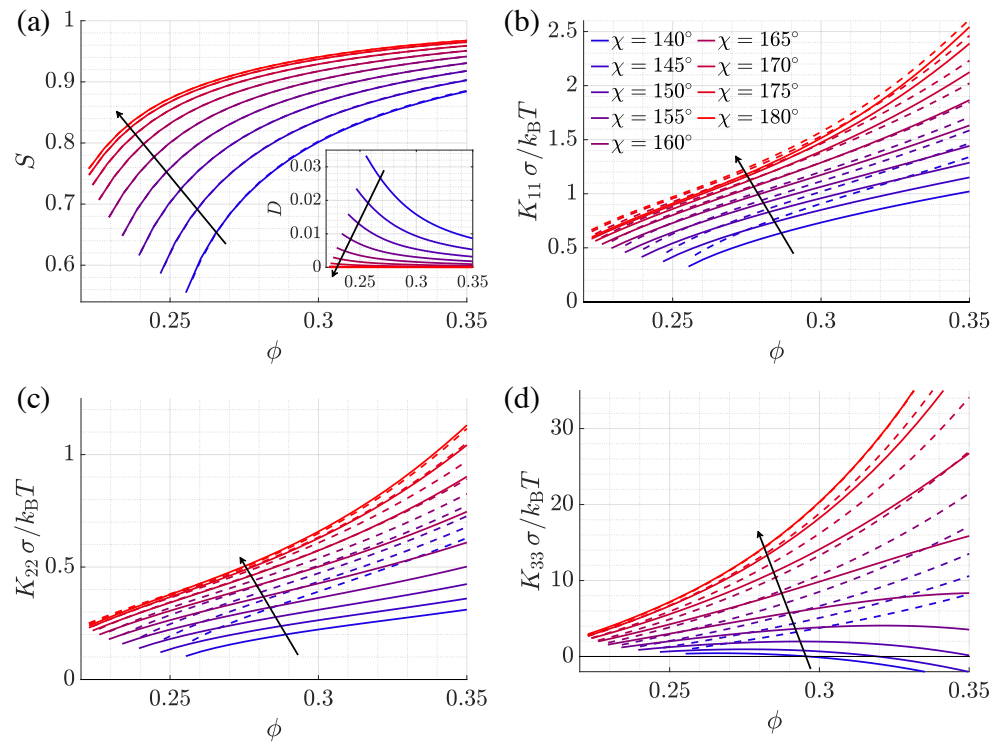 (a)
S
1
0.9
0.8
0.7
0.6
0.25
0.3
0.35
ϕ
D
0.03
0.02
0.01
0
0.25
0.3
0.35
(b)
K₁₁ σ/k_BT
2.5
2
1.5
1
0.5
0
χ = 140°
χ = 145°
χ = 150°
χ = 155°
χ = 160°
χ = 165°
χ = 170°
χ = 175°
χ = 180°
0.25
0.3
0.35
ϕ
(c)
K₂₂ σ/k_BT
1
0.5
0
0.25
0.3
0.35
ϕ
(d)
K₃₃ σ/k_BT
30
20
10
0
0.25
0.3
0.35
ϕ